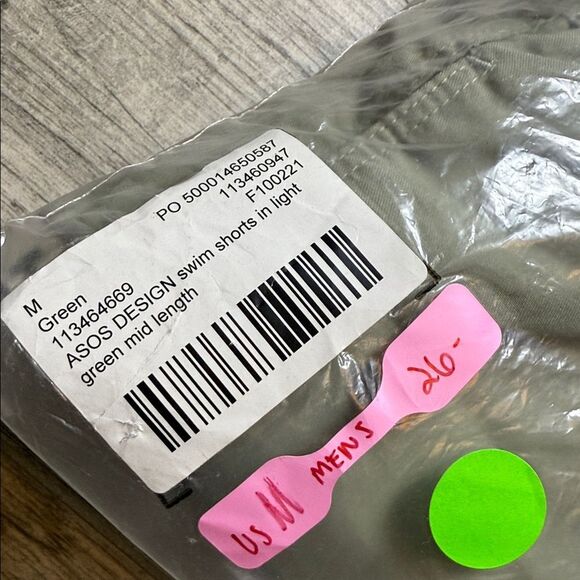 PO 500014650587
113460947
F100221
M
Green
113464669
ASOS DESIGN swim shorts in light
green mid length
26-
MENS
US M